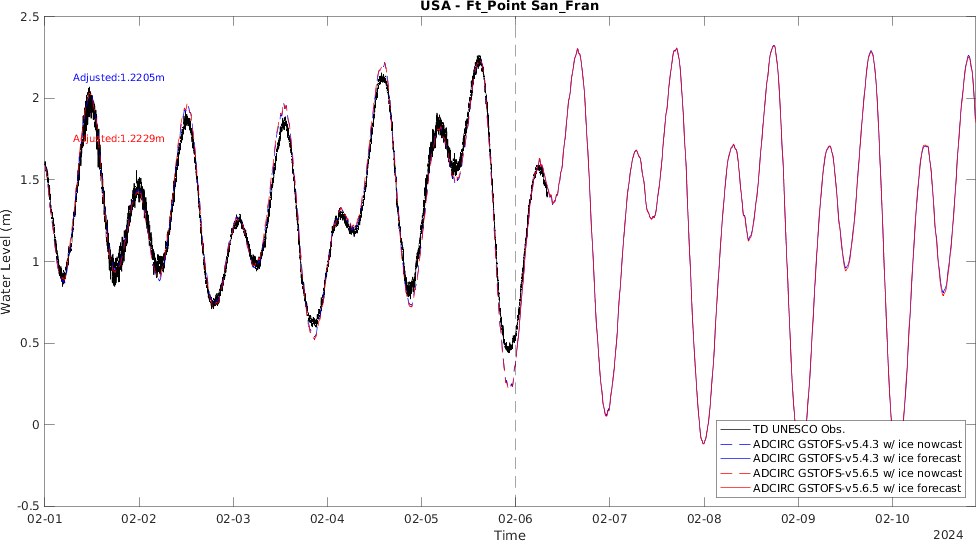 USA - Ft_Point San_Fran
2.5
2
1.5
1
0.5
0
-0.5
Water Level (m)
Adjusted:1.2205m
Adjusted:1.2229m
TD UNESCO Obs.
ADCIRC GSTOFS-v5.4.3 w/ ice nowcast
ADCIRC GSTOFS-v5.4.3 w/ ice forecast
ADCIRC GSTOFS-v5.6.5 w/ ice nowcast
ADCIRC GSTOFS-v5.6.5 w/ ice forecast
02-01 02-02 02-03 02-04 02-05 02-06 02-07 02-08 02-09 02-10
Time
2024